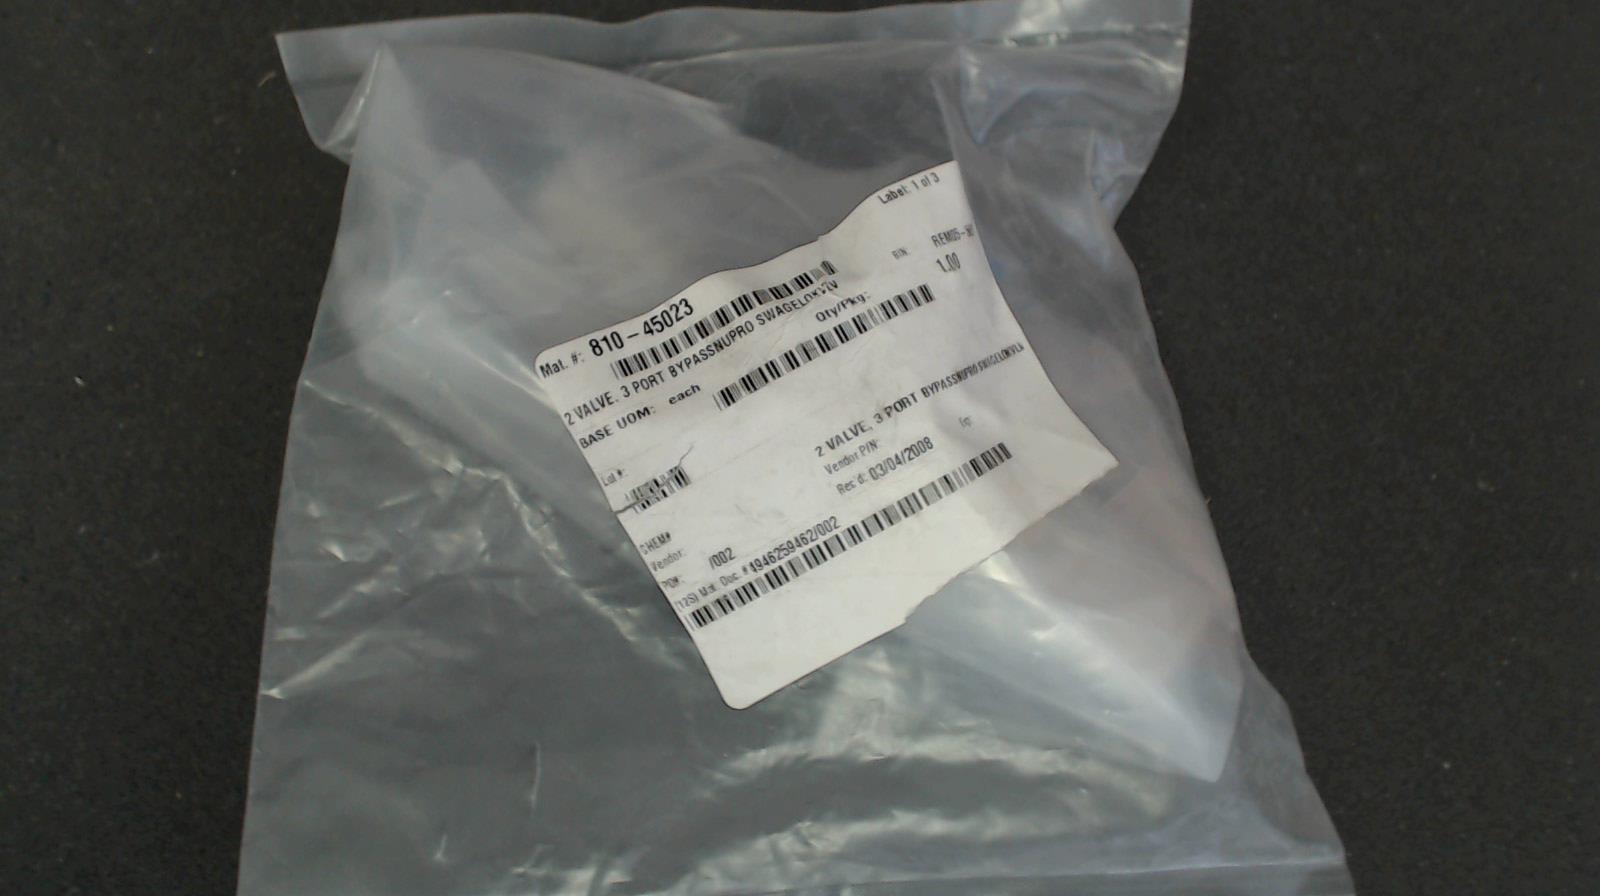 Label: 1 of 3
Mat. #: 810-45023
BIN:
2 VALVE, 3 PORT BYPASSNUPRO SWAGELOKVLV
BASE UOM: each
Qty/Pkg: 1.00
Lot #:
2 VALVE, 3 PORT BYPASSNUPRO SWAGELOKVLV
Vendor P/N:
Rec'd: 03/04/2008
CHEM#
Vendor:
PO#: /002
(12S) Mat. Doc. #4946259462/002